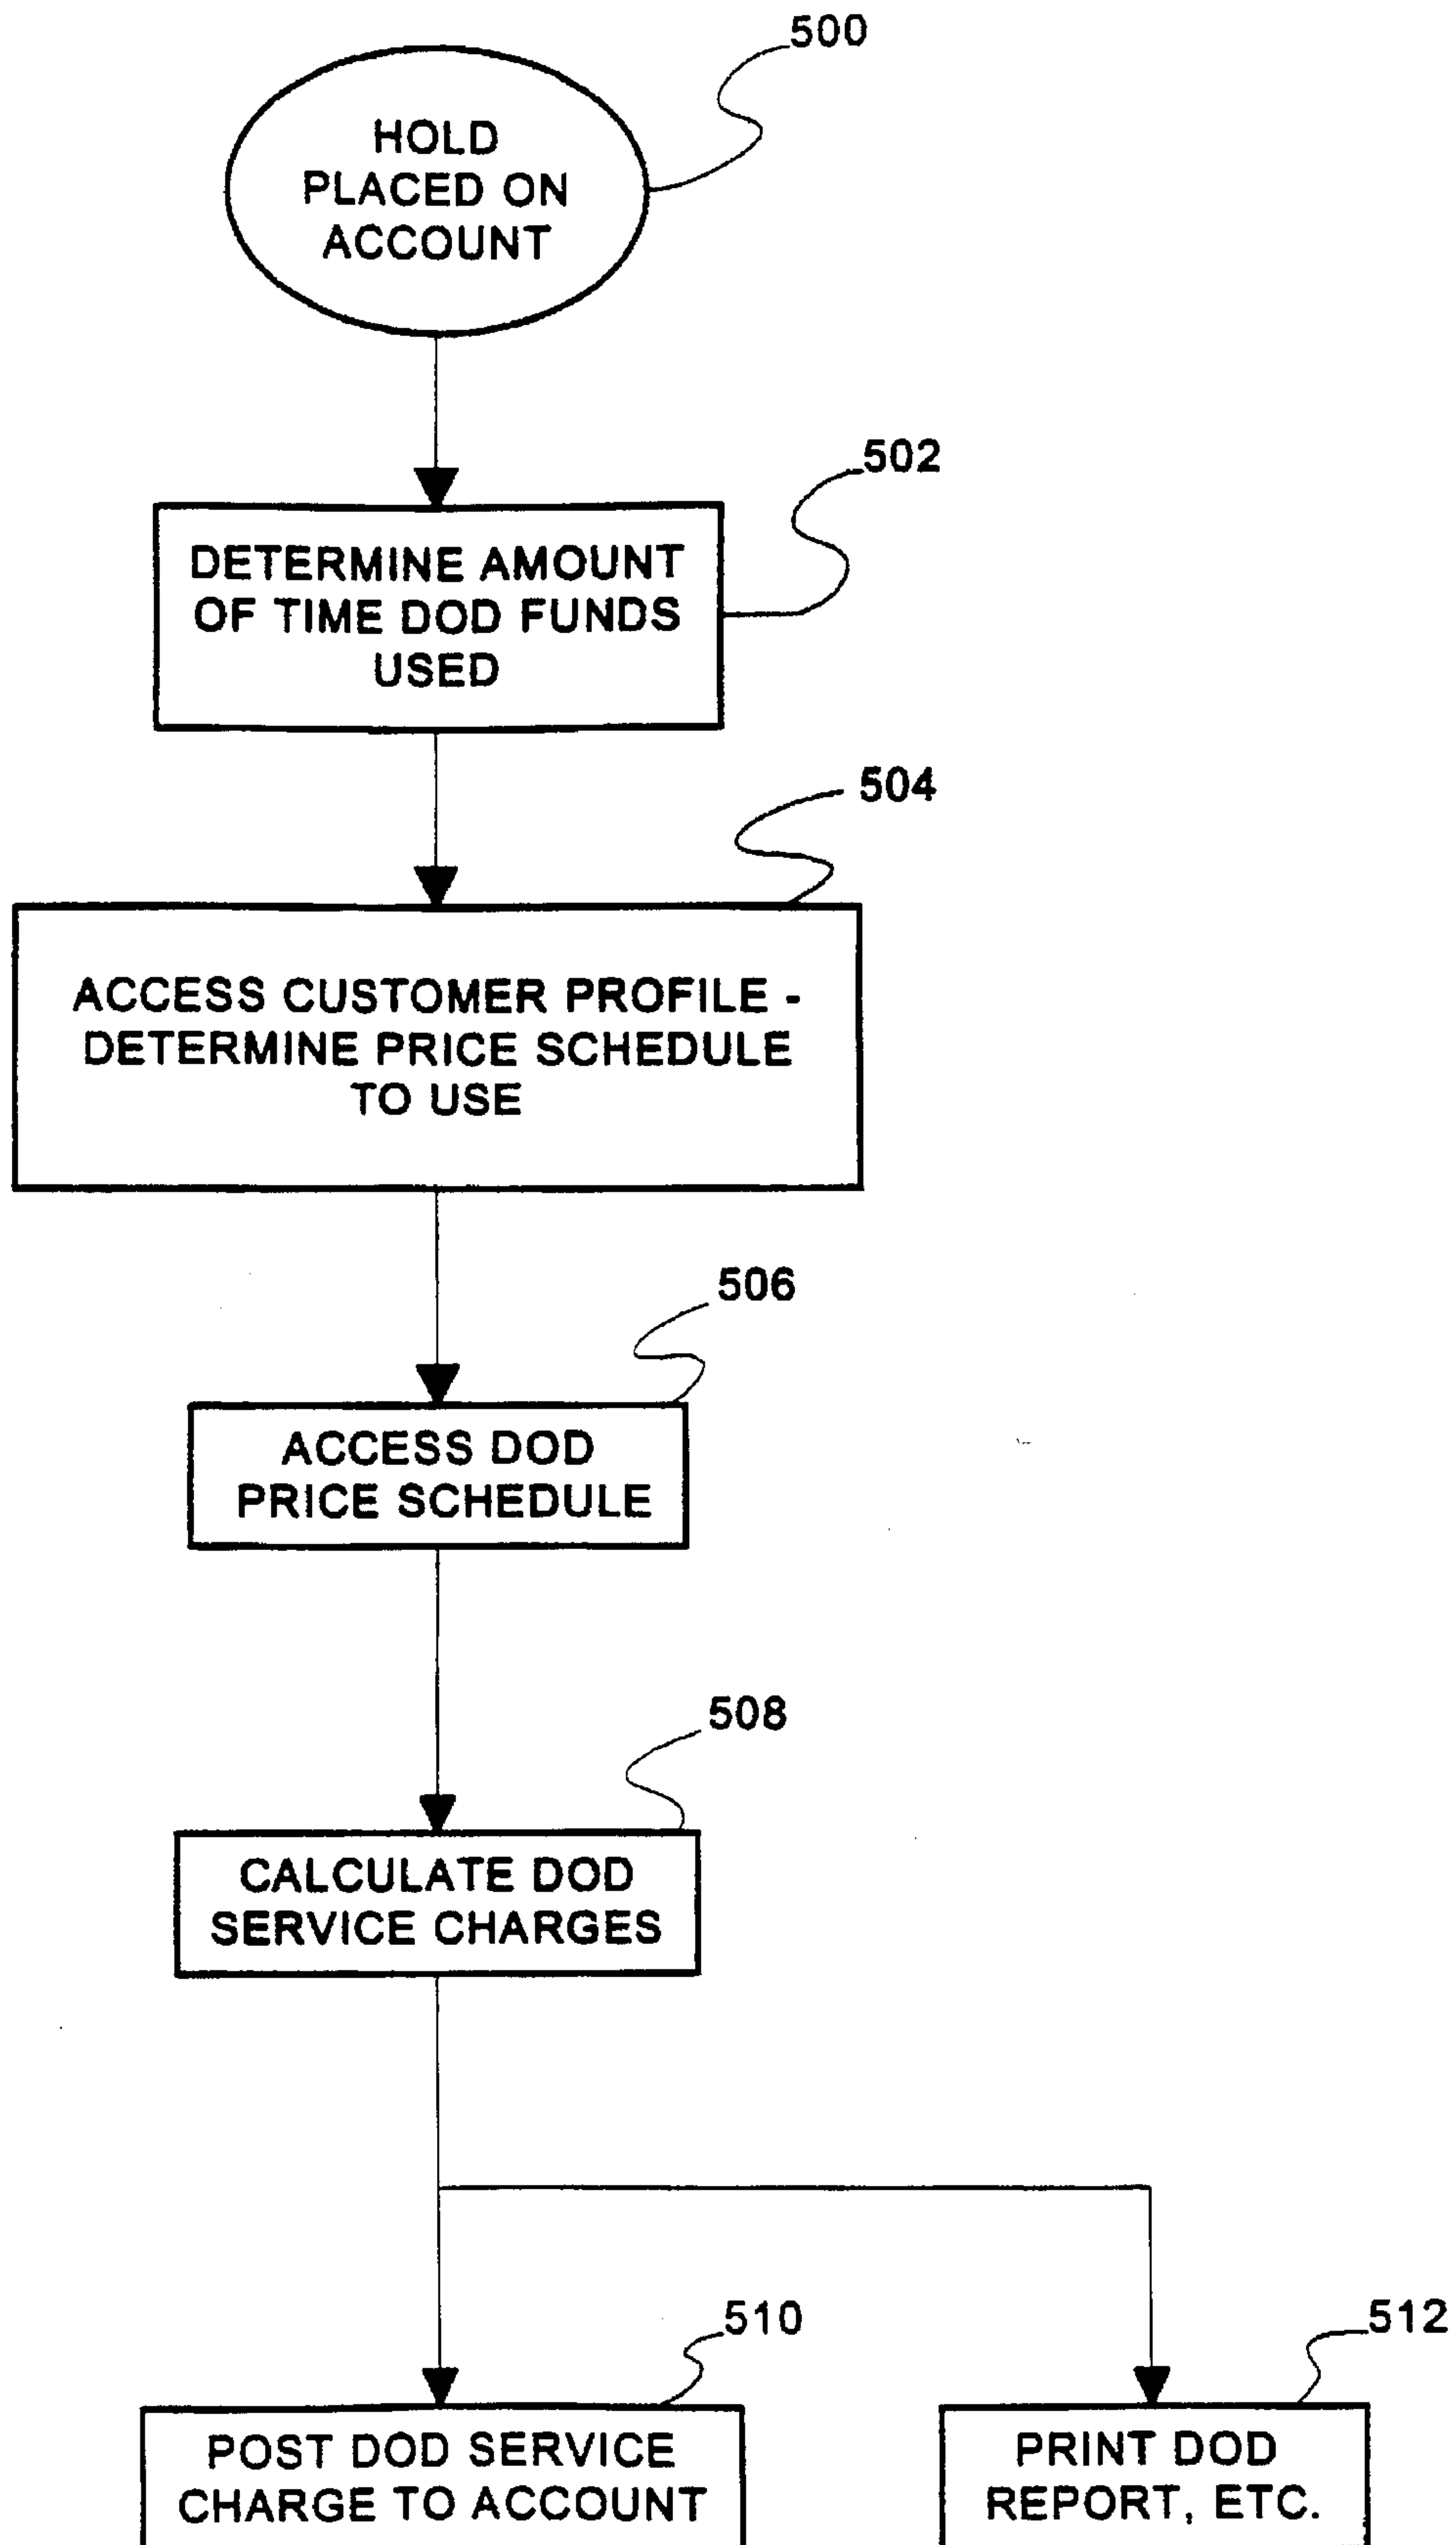 500
HOLD
PLACED ON
ACCOUNT
502
DETERMINE AMOUNT
OF TIME DOD FUNDS
USED
504
ACCESS CUSTOMER PROFILE -
DETERMINE PRICE SCHEDULE
TO USE
506
ACCESS DOD
PRICE SCHEDULE
508
CALCULATE DOD
SERVICE CHARGES
510
POST DOD SERVICE
CHARGE TO ACCOUNT
512
PRINT DOD
REPORT, ETC.